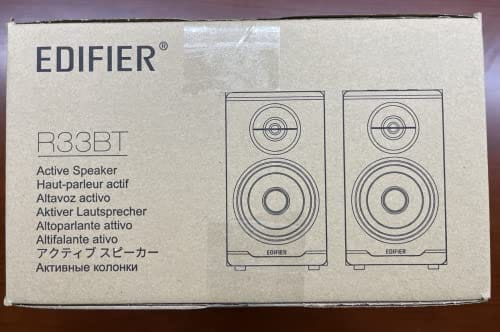 EDIFIER®
R33BT
Active Speaker
Haut-parleur actif
Altavoz activo
Aktiver Lautsprecher
Altoparlante attivo
Altifalante ativo
アクティブ スピーカー
Активные колонки
EDIFIER
EDIFIER